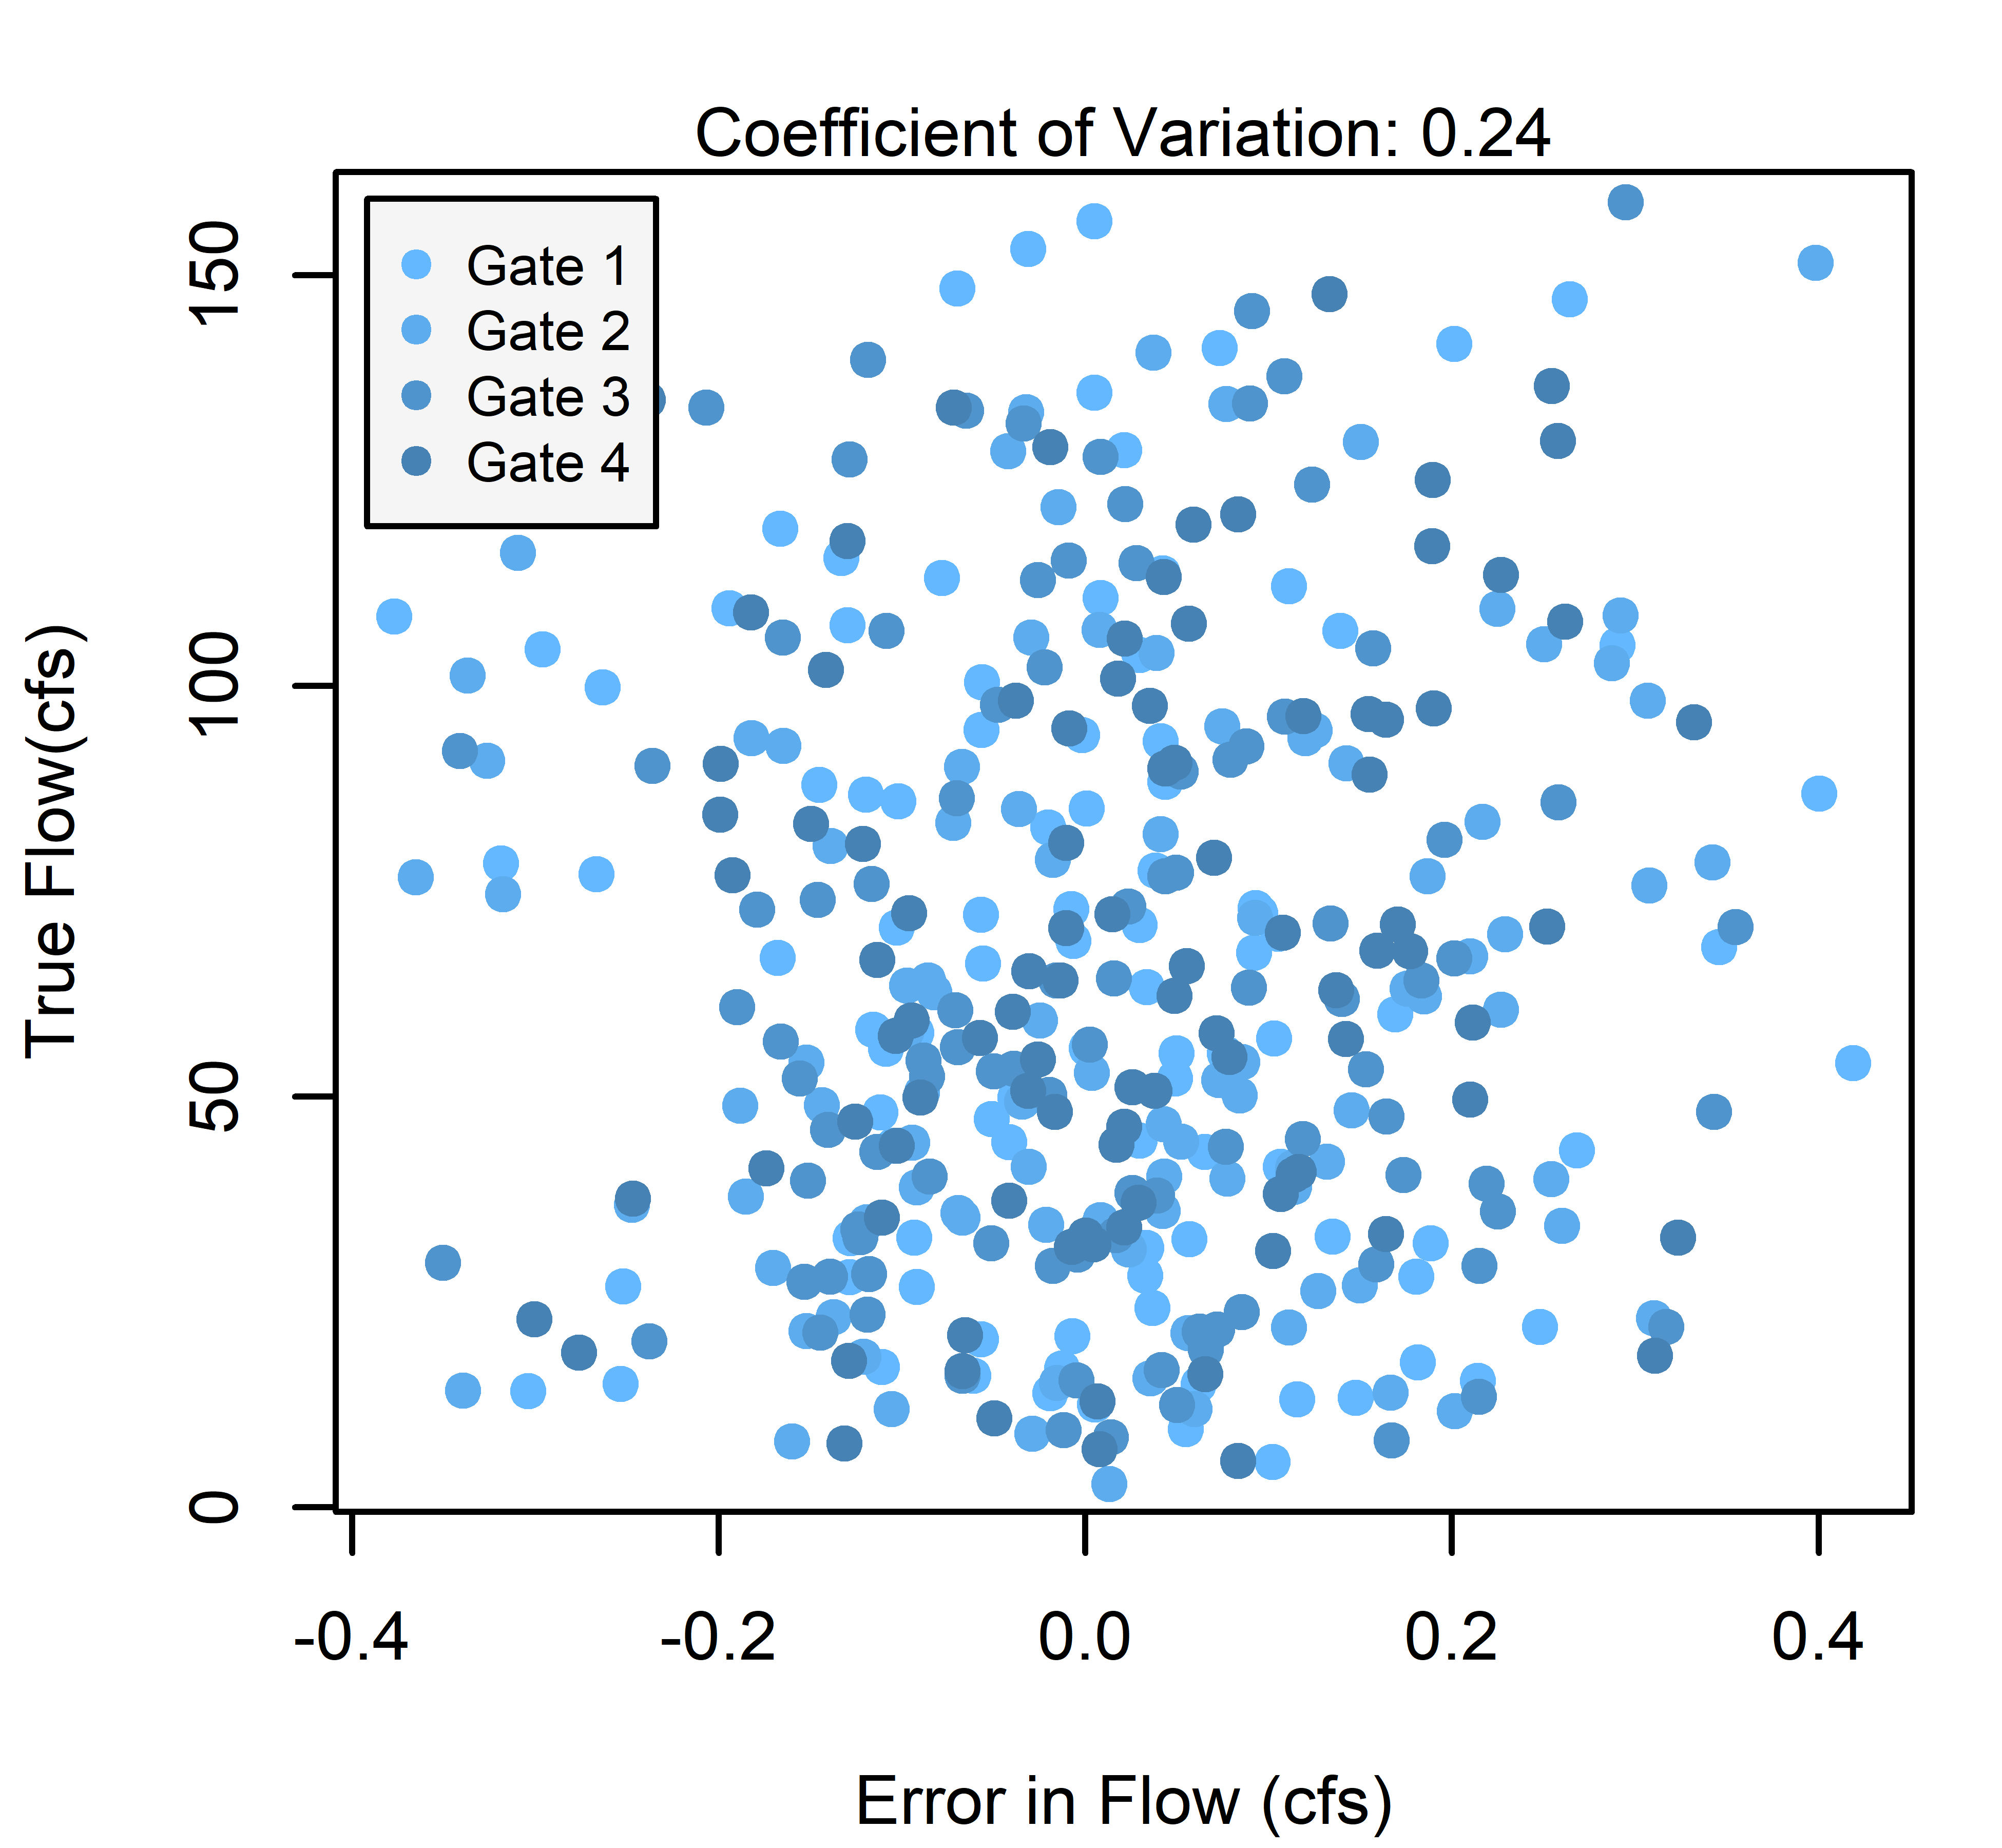 Coefficient of Variation: 0.24
Gate 1
Gate 2
Gate 3
Gate 4
True Flow(cfs)
150
100
50
0
-0.4 -0.2 0.0 0.2 0.4
Error in Flow (cfs)